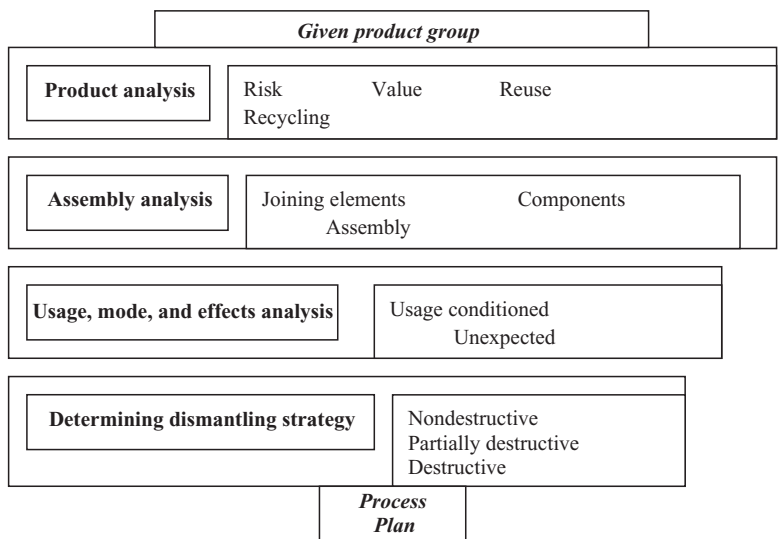 Given product group
Product analysis
Risk Value Reuse
Recycling
Assembly analysis
Joining elements Components
Assembly
Usage, mode, and effects analysis
Usage conditioned
Unexpected
Determining dismantling strategy
Nondestructive
Partially destructive
Destructive
Process
Plan